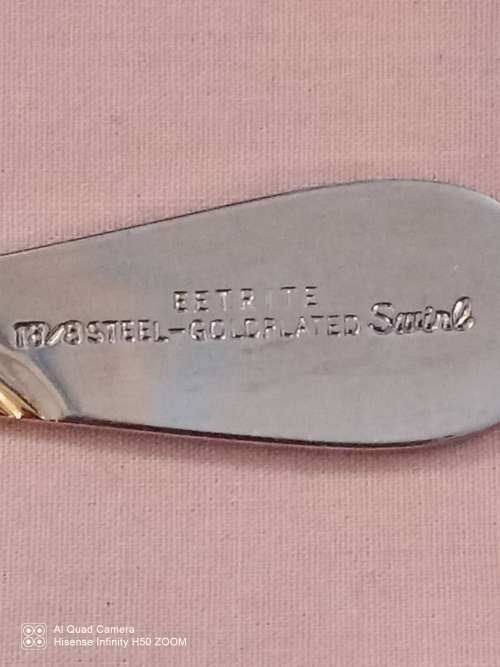 EETRITE
18/8 STEEL-GOLDPLATED Swirl
AI Quad Camera
Hisense Infinity H50 ZOOM